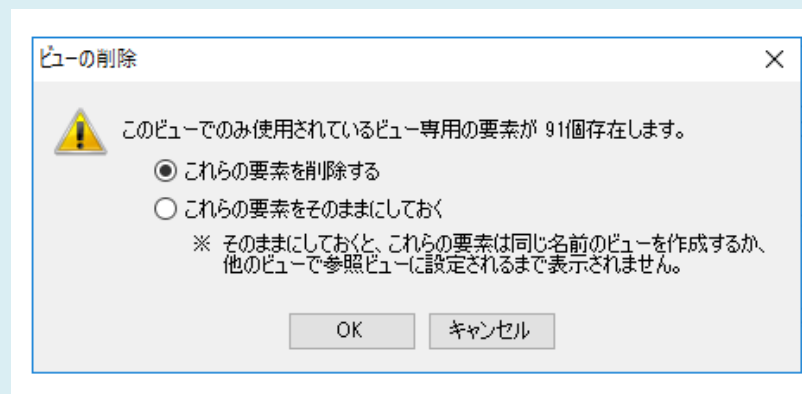 ビューの削除
このビューでのみ使用されているビュー専用の要素が 91個存在します。
これらの要素を削除する
これらの要素をそのままにしておく
※ そのままにしておくと、これらの要素は同じ名前のビューを作成するか、
他のビューで参照ビューに設定されるまで表示されません。
OK
キャンセル